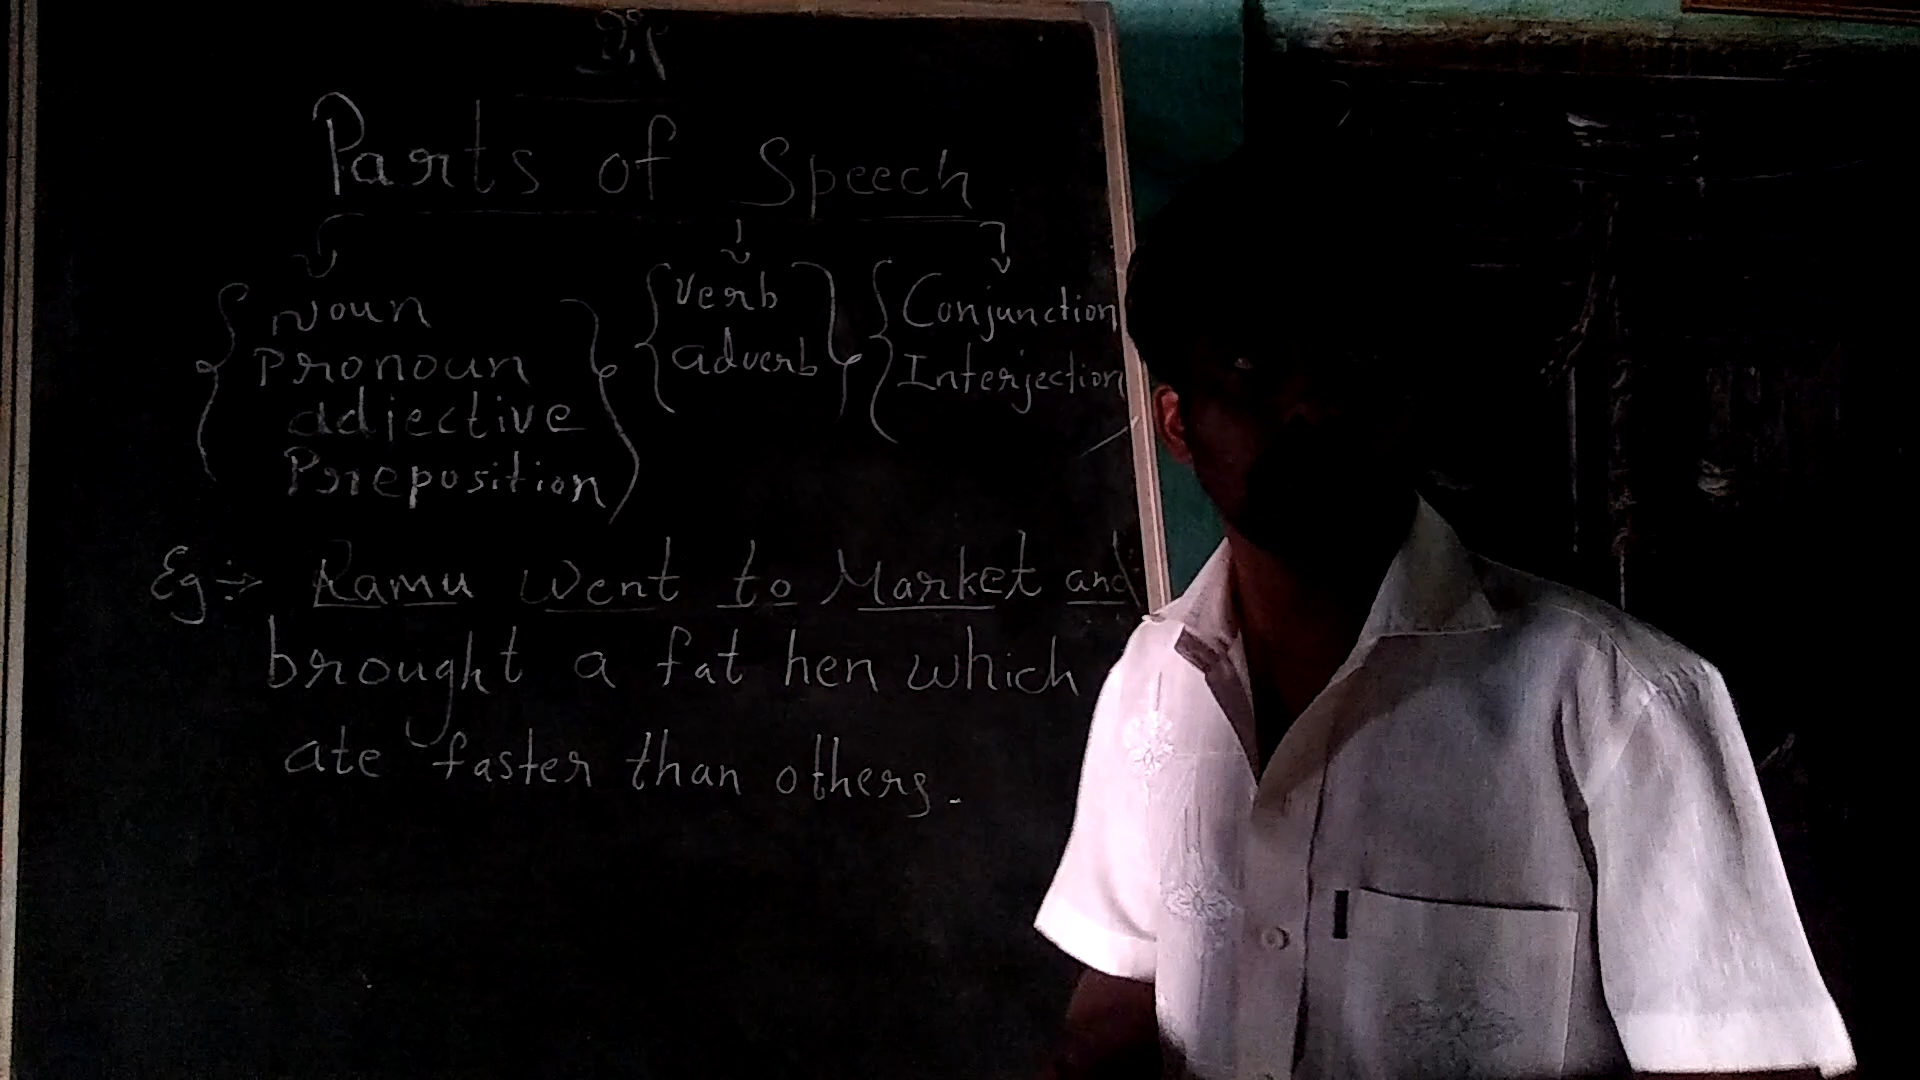 Parts of Speech
Noun
Pronoun
adjective
Preposition
Verb
adverb
Conjunction
Interjection
Eg :-> Ramu went to Market and
brought a fat hen which
ate faster than others.